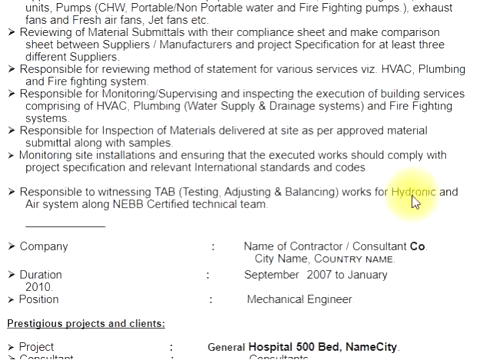 units, Pumps (CHW, Portable/Non Portable water and Fire Fighting pumps.), exhaust
fans and Fresh air fans, Jet fans etc.
➢ Reviewing of Material Submittals with their compliance sheet and make comparison
sheet between Suppliers / Manufacturers and project Specification for at least three
different Suppliers.
➢ Responsible for reviewing method of statement for various services viz. HVAC, Plumbing
and Fire fighting system.
➢ Responsible for Monitoring/Supervising and inspecting the execution of building services
comprising of HVAC, Plumbing (Water Supply & Drainage systems) and Fire Fighting
systems.
➢ Responsible for Inspection of Materials delivered at site as per approved material
submittal along with samples.
➢ Monitoring site installations and ensuring that the executed works should comply with
project specification and relevant International standards and codes
➢ Responsible to witnessing TAB (Testing, Adjusting & Balancing) works for Hydronic and
Air system along NEBB Certified technical team.
➢ Company : Name of Contractor / Consultant Co.
City Name, COUNTRY NAME.
➢ Duration : September 2007 to January
2010.
➢ Position : Mechanical Engineer
Prestigious projects and clients:
➢ Project : General Hospital 500 Bed, NameCity.
➢ Consultant : Consultants